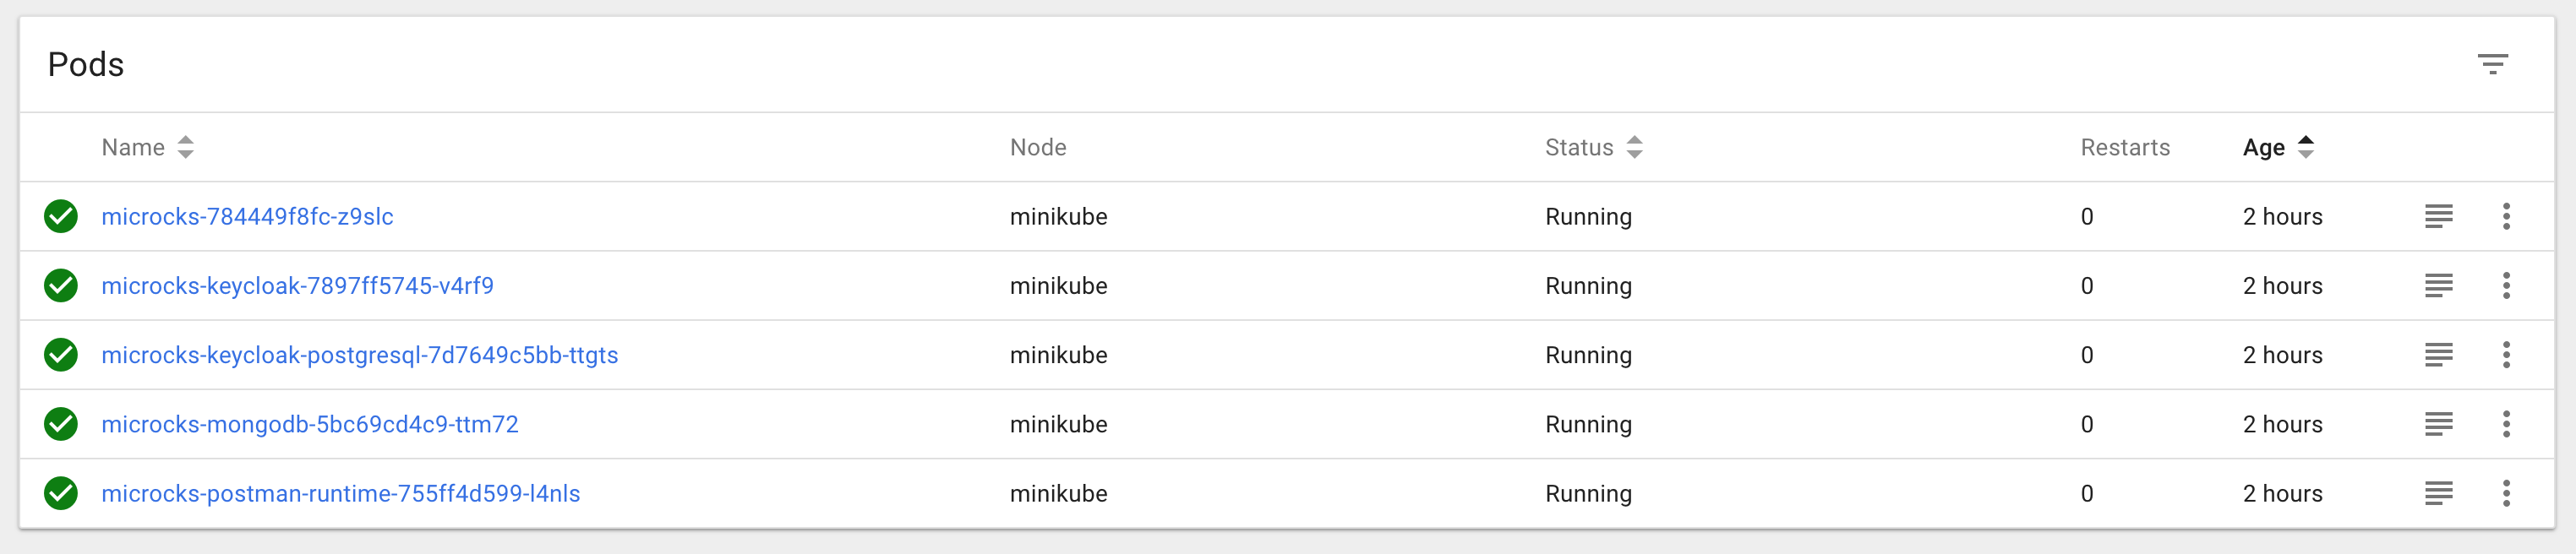 Pods
Name Node Status Restarts Age
microcks-784449f8fc-z9slc minikube Running 0 2 hours
microcks-keycloak-7897ff5745-v4rf9 minikube Running 0 2 hours
microcks-keycloak-postgresql-7d7649c5bb-ttgts minikube Running 0 2 hours
microcks-mongodb-5bc69cd4c9-ttm72 minikube Running 0 2 hours
microcks-postman-runtime-755ff4d599-l4nls minikube Running 0 2 hours